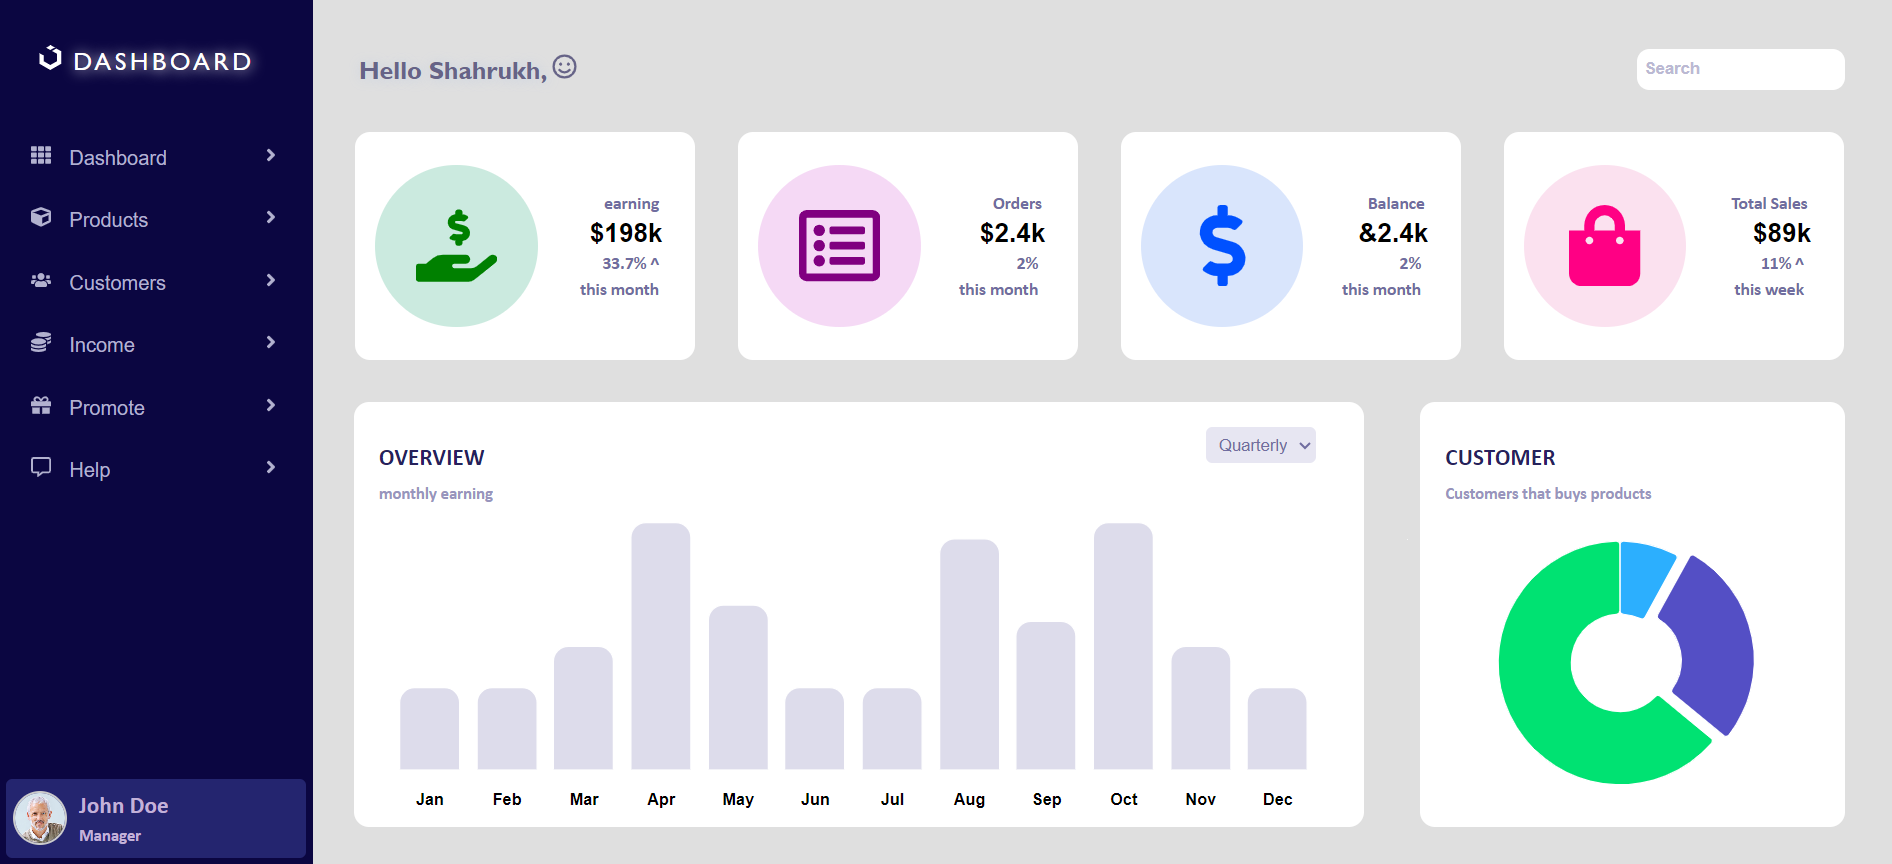 DASHBOARD
Dashboard
Products
Customers
Income
Promote
Help
John Doe
Manager
Hello Shahrukh,
Search
earning
$198k
33.7% ^
this month
Orders
$2.4k
2%
this month
Balance
&2.4k
2%
this month
Total Sales
$89k
11% ^
this week
OVERVIEW
Quarterly
monthly earning
Jan Feb Mar Apr May Jun Jul Aug Sep Oct Nov Dec
CUSTOMER
Customers that buys products